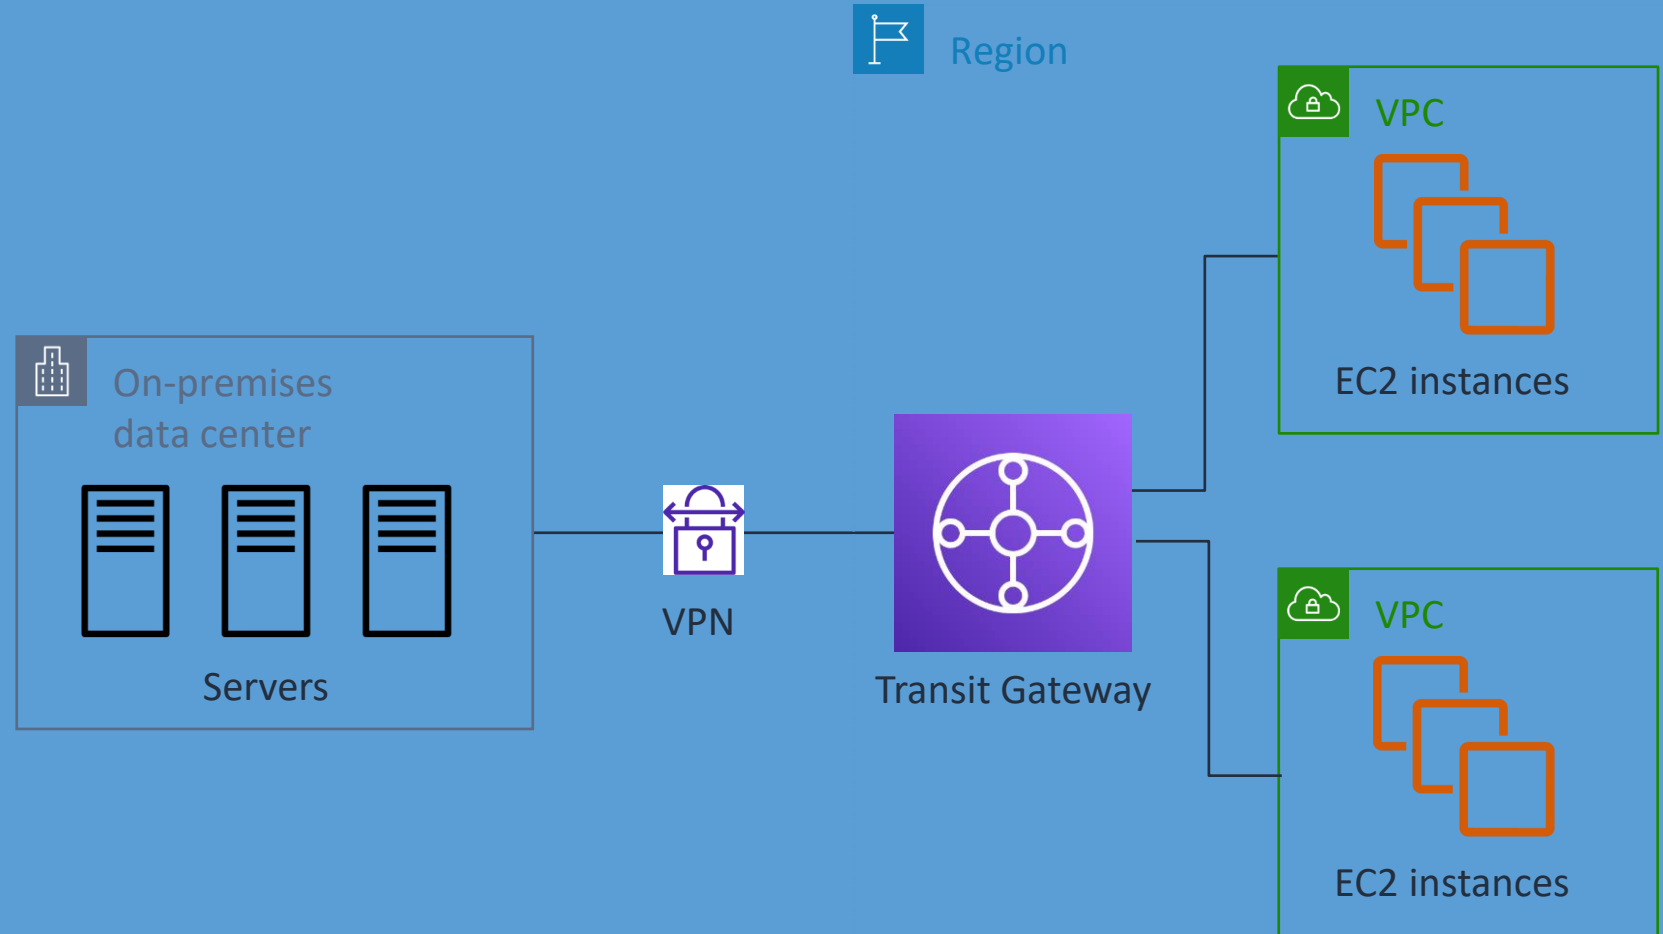 Region
VPC
EC2 instances
On-premises
data center
Servers
VPN
Transit Gateway
VPC
EC2 instances